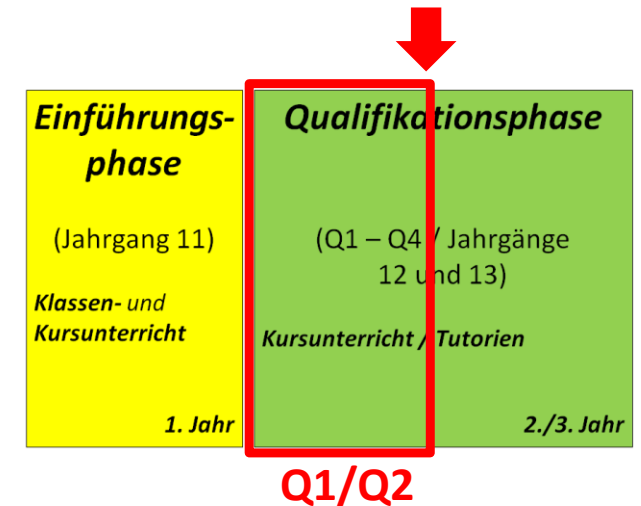 Einführungs-
phase
(Jahrgang 11)
Klassen- und
Kursunterricht
1. Jahr
Qualifikationsphase
(Q1 – Q4 / Jahrgänge
12 und 13)
Kursunterricht / Tutorien
2./3. Jahr
Q1/Q2